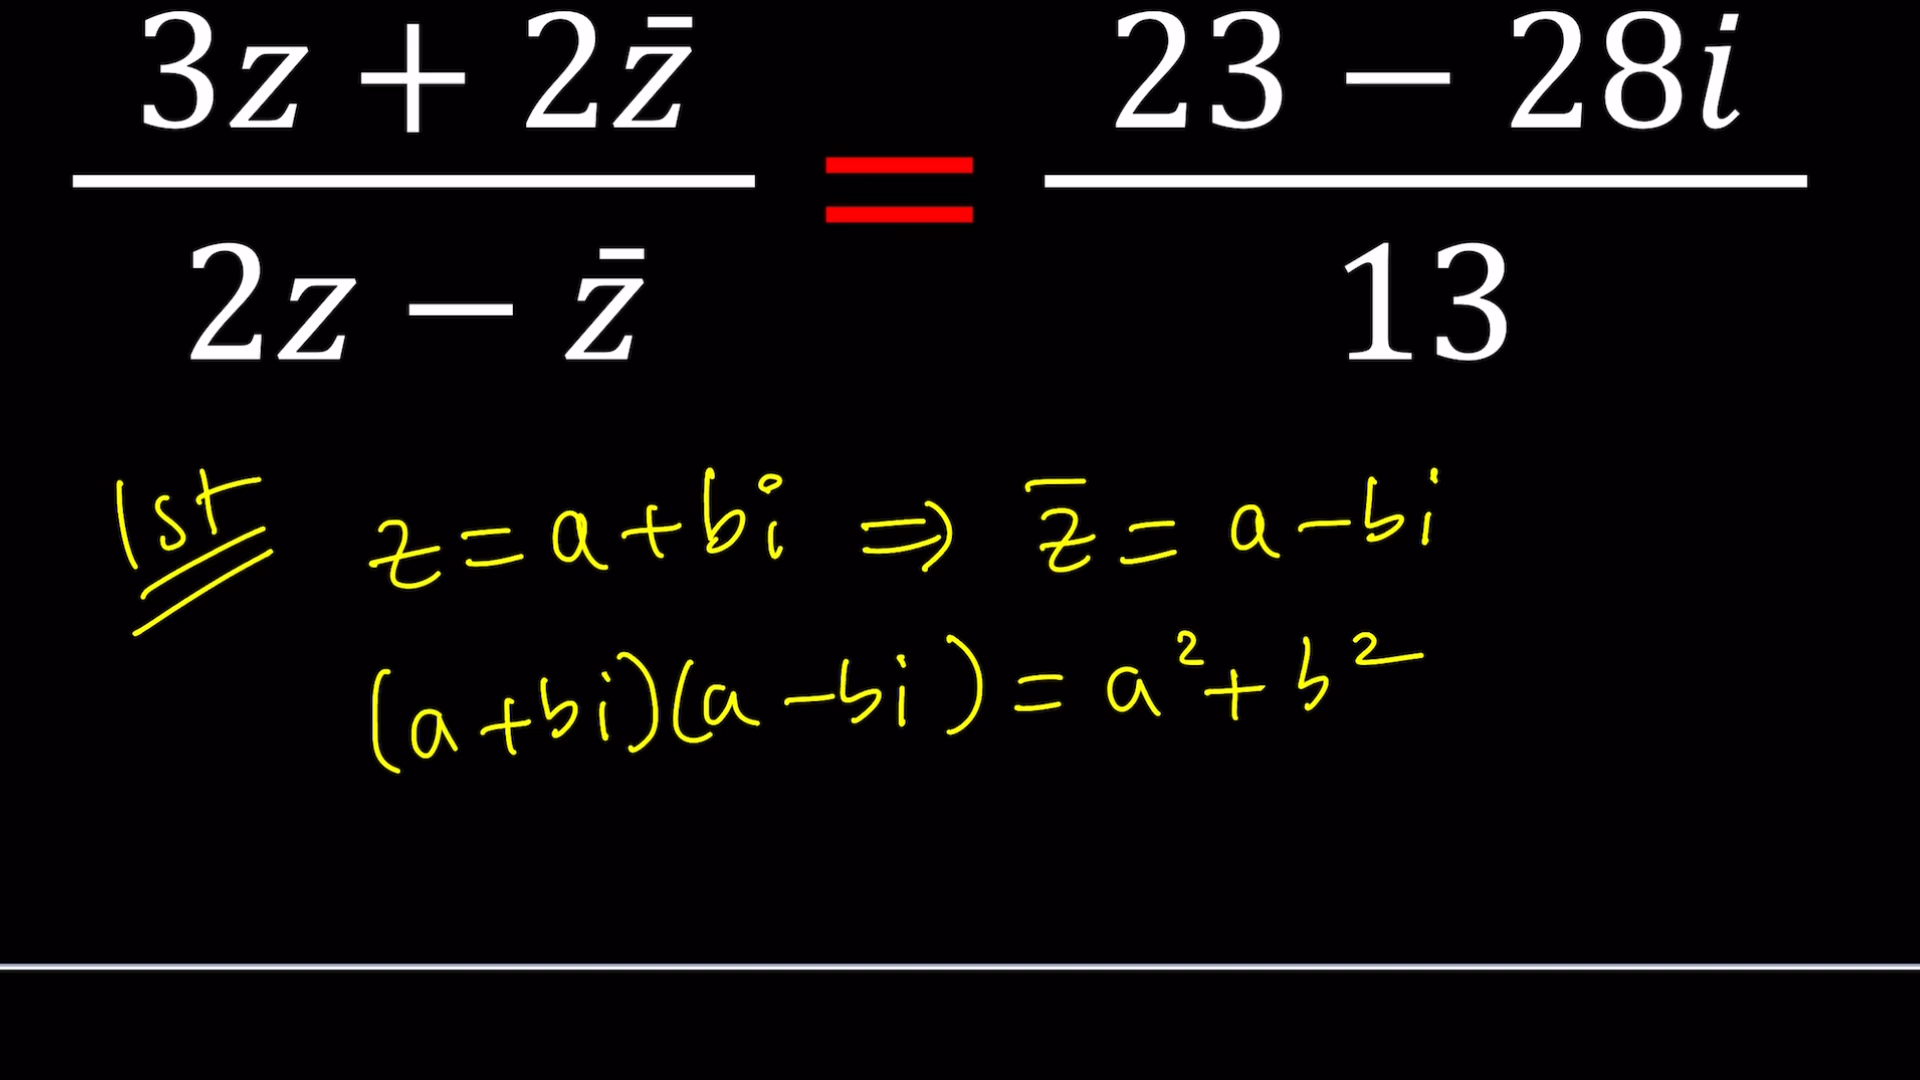 3z + 2z̄ / 2z − z̄ = 23 − 28i / 13
1st z = a + bi ⇒ z̄ = a − bi
(a + bi)(a − bi) = a² + b²